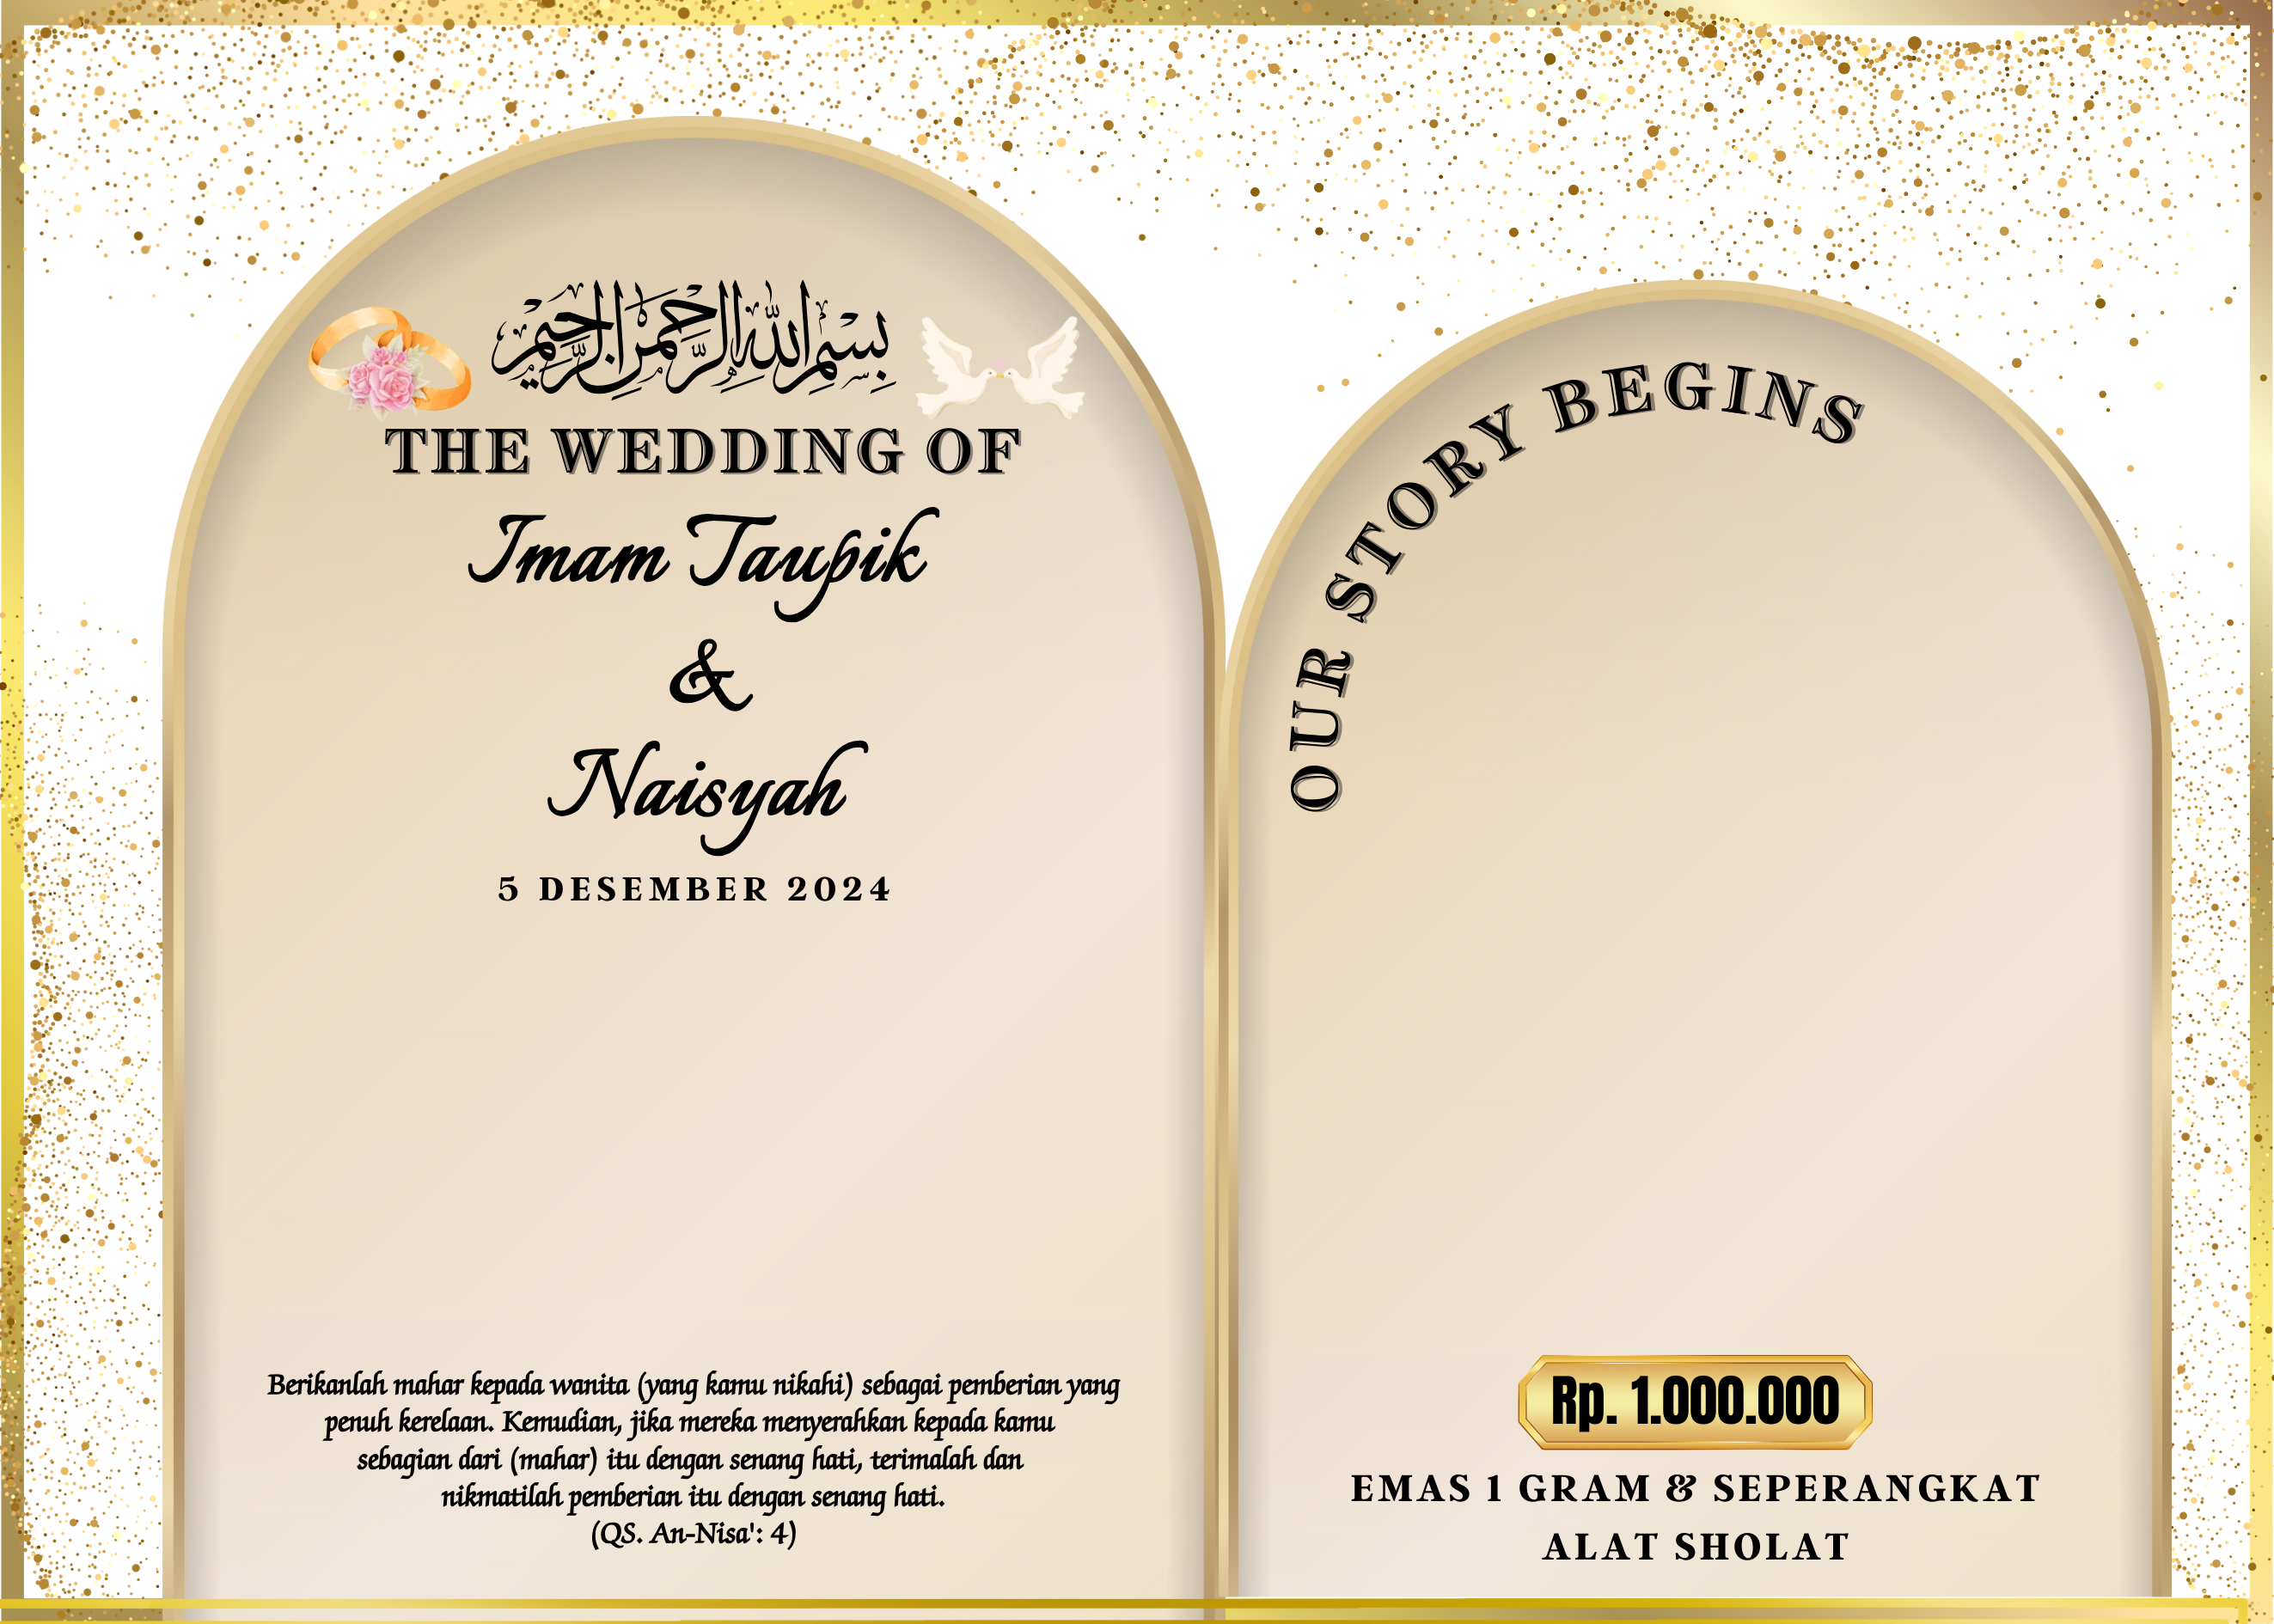 بسم الله الرحمن الرحيم
THE WEDDING OF
Imam Taupik
&
Naisyah
5 DESEMBER 2024
Berikanlah mahar kepada wanita (yang kamu nikahi) sebagai pemberian yang
penuh kerelaan. Kemudian, jika mereka menyerahkan kepada kamu
sebagian dari (mahar) itu dengan senang hati, terimalah dan
nikmatilah pemberian itu dengan senang hati.
(QS. An-Nisa': 4)
OUR STORY BEGINS
Rp. 1.000.000
EMAS 1 GRAM & SEPERANGKAT
ALAT SHOLAT